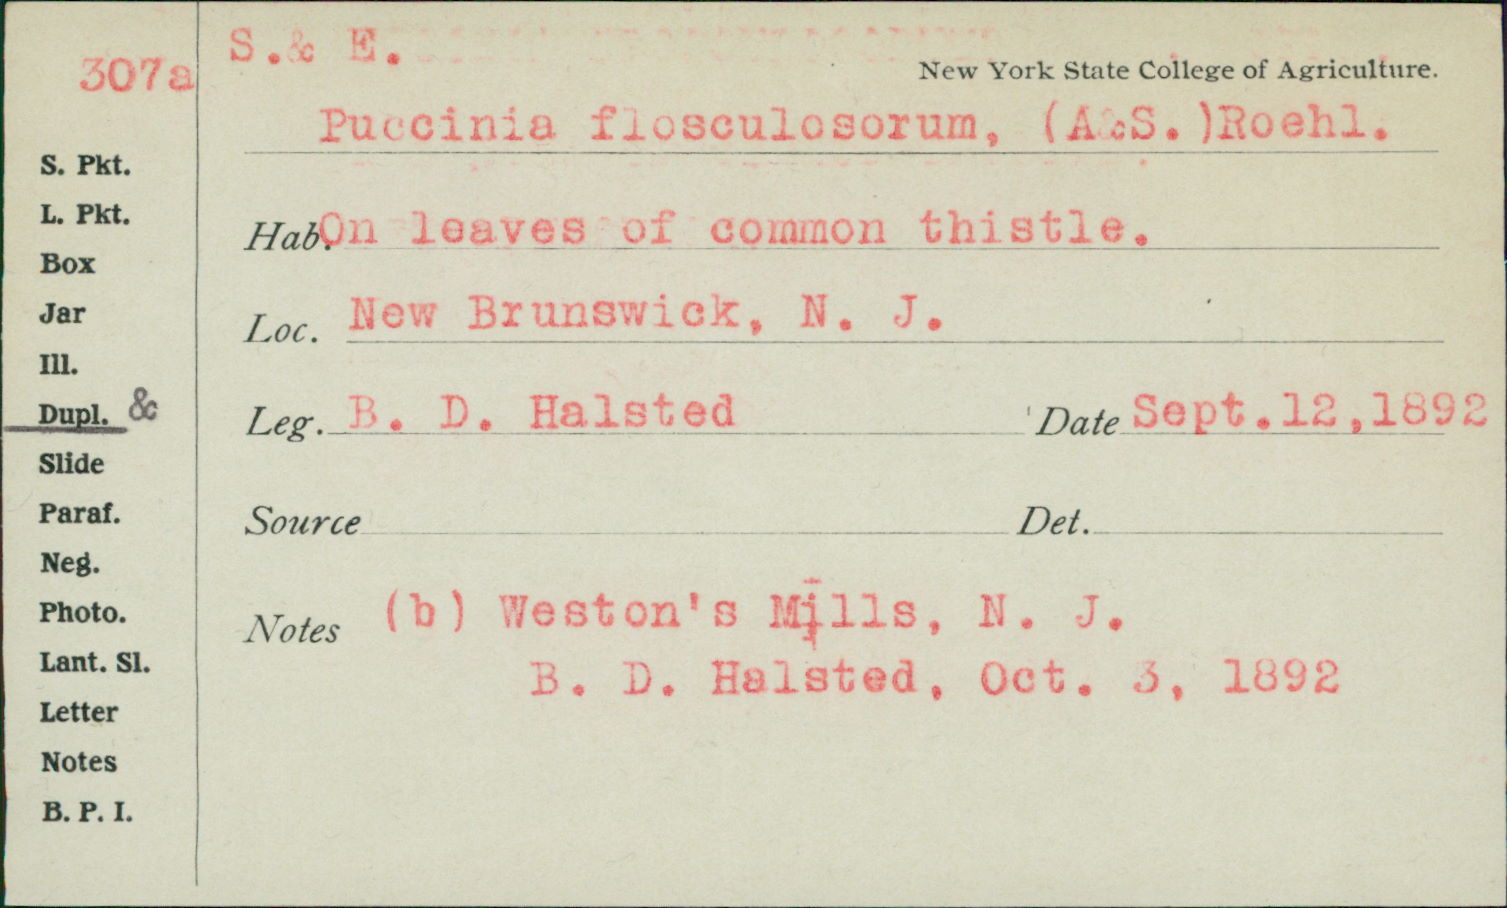 307a
S.& E.
New York State College of Agriculture.
Puccinia flosculosorum, (A&S.)Roehl.
S. Pkt.
L. Pkt.
Box
Jar
Ill.
Dupl. &
Slide
Paraf.
Neg.
Photo.
Lant. Sl.
Letter
Notes
B. P. I.
Hab. On leaves of common thistle.
Loc. New Brunswick, N. J.
Leg. B. D. Halsted Date Sept.12,1892
Source Det.
Notes (b) Weston's Mills, N. J.
B. D. Halsted, Oct. 3, 1892